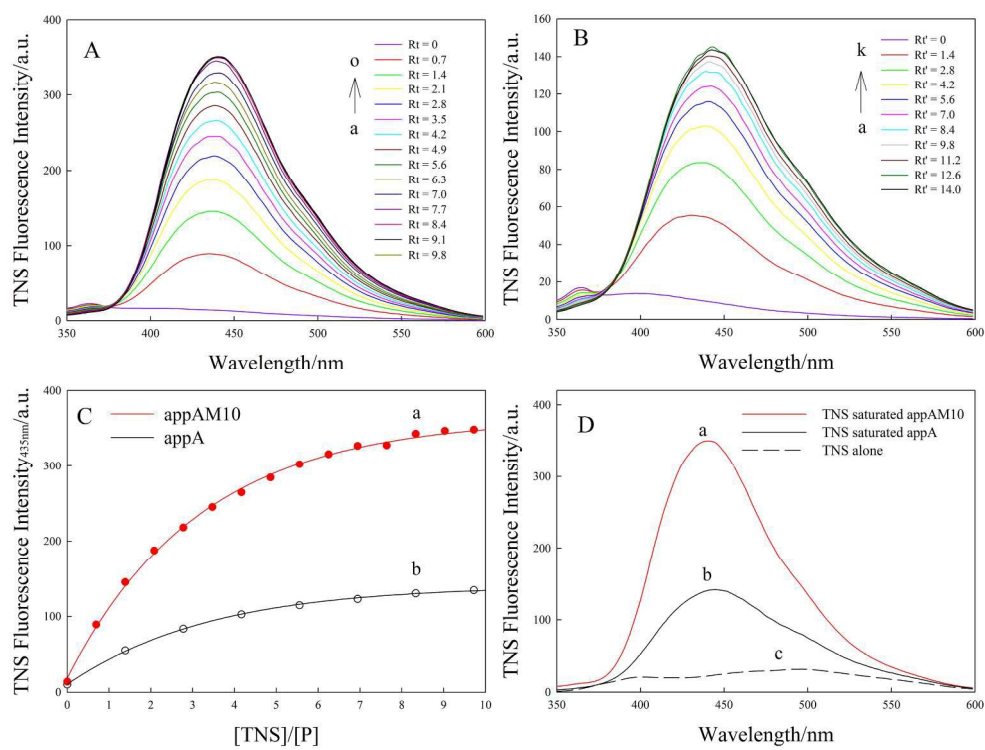 A
TNS Fluorescence Intensity/a.u.
400
300
200
100
0
350
400
450
500
550
600
Wavelength/nm
o
a
Rt = 0
Rt = 0.7
Rt = 1.4
Rt = 2.1
Rt = 2.8
Rt = 3.5
Rt = 4.2
Rt = 4.9
Rt = 5.6
Rt = 6.3
Rt = 7.0
Rt = 7.7
Rt = 8.4
Rt = 9.1
Rt = 9.8
B
TNS Fluorescence Intensity/a.u.
160
140
120
100
80
60
40
20
0
350
400
450
500
550
600
Wavelength/nm
k
a
Rt' = 0
Rt' = 1.4
Rt' = 2.8
Rt' = 4.2
Rt' = 5.6
Rt' = 7.0
Rt' = 8.4
Rt' = 9.8
Rt' = 11.2
Rt' = 12.6
Rt' = 14.0
C
TNS Fluorescence Intensity435nm/a.u.
400
300
200
100
0
0
1
2
3
4
5
6
7
8
9
10
[TNS]/[P]
appAM10
appA
a
b
D
TNS Fluorescence Intensity/a.u.
400
300
200
100
0
350
400
450
500
550
600
Wavelength/nm
TNS saturated appAM10
TNS saturated appA
TNS alone
a
b
c